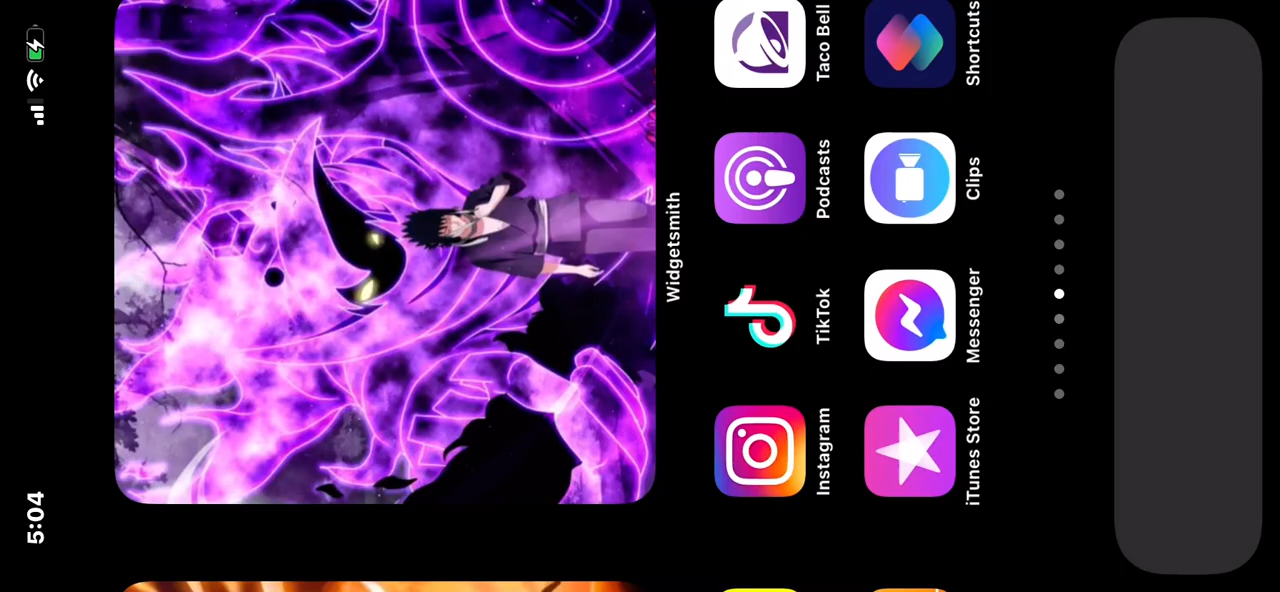 5:04
Widgetsmith
Instagram TikTok Podcasts Taco Bell
iTunes Store Messenger Clips Shortcuts